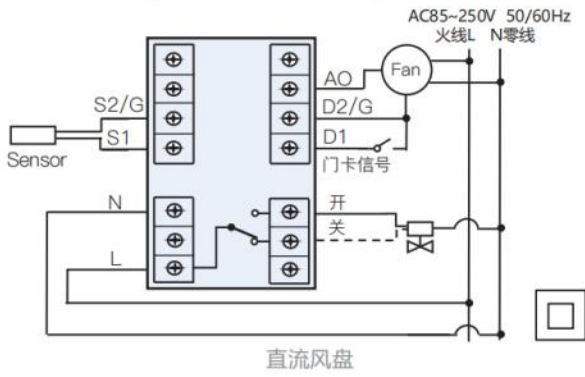 AC85~250V 50/60Hz
火线L N零线
Fan
AO
S2/G
D2/G
S1
D1
Sensor
门卡信号
N
开
关
L
直流风盘